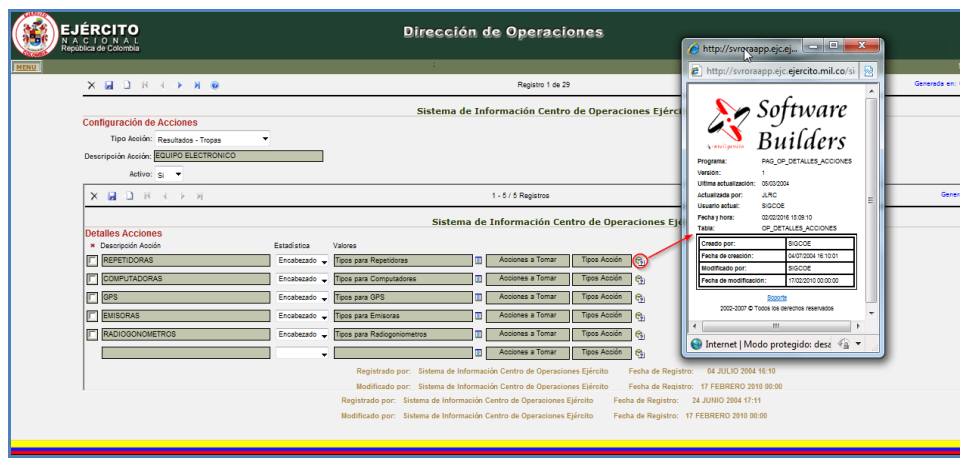 EJÉRCITO
NACIONAL
República de Colombia
Dirección de Operaciones
MENU
Registro 1 de 29
Generada en:
Sistema de Información Centro de Operaciones Ejérci
Configuración de Acciones
Tipo Acción: Resultados - Tropas
Descripción Acción: EQUIPO ELECTRONICO
Activo: Si
1 - 5 / 5 Registros
Gener
Sistema de Información Centro de Operaciones Ejé
Detalles Acciones
Descripción Acción Estadística Valores
REPETIDORAS Encabezado Tipos para Repetidoras Acciones a Tomar Tipos Acción
COMPUTADORAS Encabezado Tipos para Computadores Acciones a Tomar Tipos Acción
GPS Encabezado Tipos para GPS Acciones a Tomar Tipos Acción
EMISORAS Encabezado Tipos para Emisoras Acciones a Tomar Tipos Acción
RADIOGONOMETROS Encabezado Tipos para Radiogoniometros Acciones a Tomar Tipos Acción
Acciones a Tomar Tipos Acción
Registrado por: Sistema de Información Centro de Operaciones Ejército Fecha de Registro: 04 JULIO 2004 16:10
Modificado por: Sistema de Información Centro de Operaciones Ejército Fecha de Registro: 17 FEBRERO 2010 00:00
Registrado por: Sistema de Información Centro de Operaciones Ejército Fecha de Registro: 24 JUNIO 2004 17:11
Modificado por: Sistema de Información Centro de Operaciones Ejército Fecha de Registro: 17 FEBRERO 2010 00:00
http://svroraapp.ejc.ej...
http://svroraapp.ejc.ejercito.mil.co/si
Software
Builders
Programa: PAG_OP_DETALLES_ACCIONES
Versión: 1
Ultima actualización: 05/03/2004
Actualizada por: JLRC
Usuario actual: SIGCOE
Fecha y hora: 02/02/2016 15:09:10
Tabla: OP_DETALLES_ACCIONES
Creado por: SIGCOE
Fecha de creación: 04/07/2004 16:10:01
Modificado por: SIGCOE
Fecha de modificación: 17/02/2010 00:00:00
Soporte
2002-2007 © Todos los derechos reservados
Internet | Modo protegido: desa